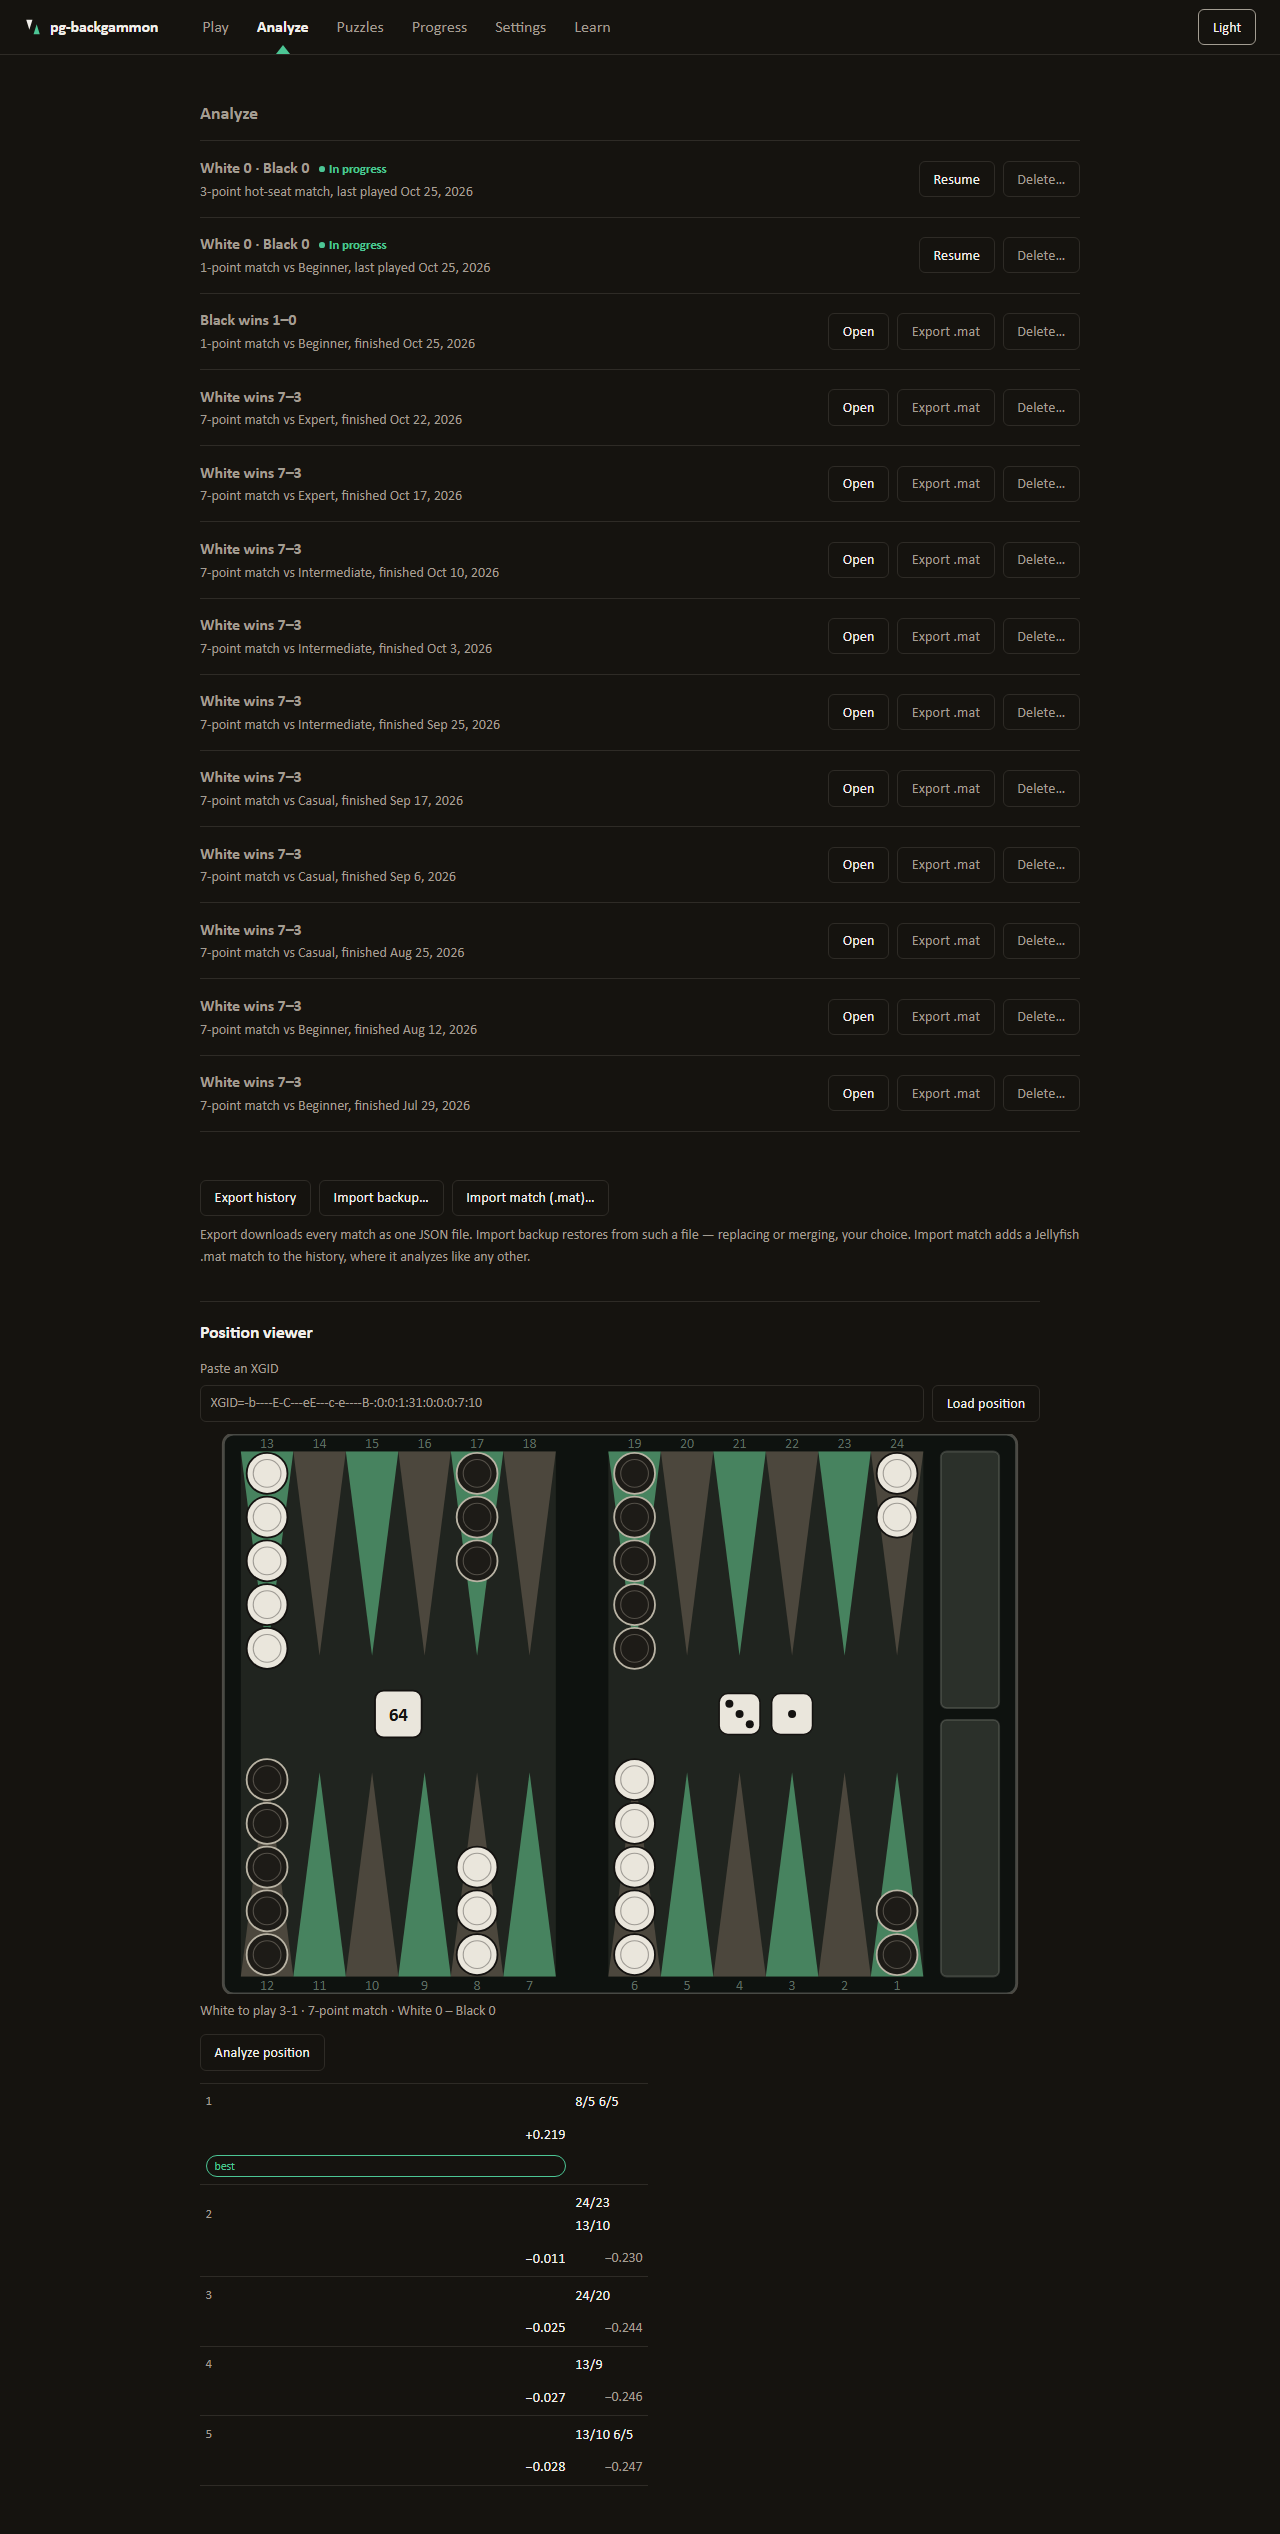 pg-backgammon Play Analyze Puzzles Progress Settings Learn Light
Analyze
White 0 · Black 0 In progress
3-point hot-seat match, last played Oct 25, 2026
Resume Delete...
White 0 · Black 0 In progress
1-point match vs Beginner, last played Oct 25, 2026
Resume Delete...
Black wins 1–0
1-point match vs Beginner, finished Oct 25, 2026
Open Export .mat Delete...
White wins 7–3
7-point match vs Expert, finished Oct 22, 2026
Open Export .mat Delete...
White wins 7–3
7-point match vs Expert, finished Oct 17, 2026
Open Export .mat Delete...
White wins 7–3
7-point match vs Intermediate, finished Oct 10, 2026
Open Export .mat Delete...
White wins 7–3
7-point match vs Intermediate, finished Oct 3, 2026
Open Export .mat Delete...
White wins 7–3
7-point match vs Intermediate, finished Sep 25, 2026
Open Export .mat Delete...
White wins 7–3
7-point match vs Casual, finished Sep 17, 2026
Open Export .mat Delete...
White wins 7–3
7-point match vs Casual, finished Sep 6, 2026
Open Export .mat Delete...
White wins 7–3
7-point match vs Casual, finished Aug 25, 2026
Open Export .mat Delete...
White wins 7–3
7-point match vs Beginner, finished Aug 12, 2026
Open Export .mat Delete...
White wins 7–3
7-point match vs Beginner, finished Jul 29, 2026
Open Export .mat Delete...
Export history Import backup... Import match (.mat)...
Export downloads every match as one JSON file. Import backup restores from such a file — replacing or merging, your choice. Import match adds a Jellyfish
.mat match to the history, where it analyzes like any other.
Position viewer
Paste an XGID
XGID=-b----E-C---eE---c-e----B-:0:0:1:31:0:0:0:7:10
Load position
13 14 15 16 17 18 19 20 21 22 23 24
64
12 11 10 9 8 7 6 5 4 3 2 1
White to play 3-1 · 7-point match · White 0 – Black 0
Analyze position
1 8/5 6/5
+0.219
best
2 24/23
13/10
−0.011 −0.230
3 24/20
−0.025 −0.244
4 13/9
−0.027 −0.246
5 13/10 6/5
−0.028 −0.247